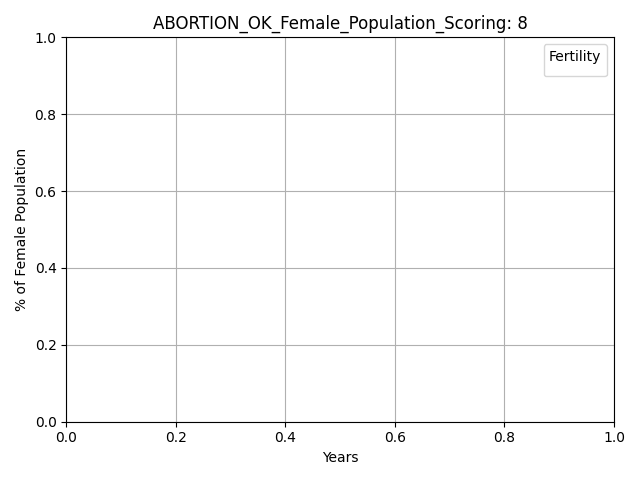 ABORTION_OK_Female_Population_Scoring: 8
1.0
Fertility
0.8
0.6
% of Female Population
0.4
0.2
0.0
0.0 0.2 0.4 0.6 0.8 1.0
Years